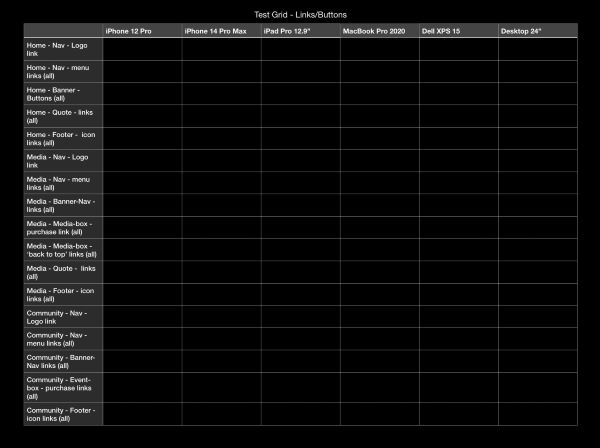 Test Grid - Links/Buttons
iPhone 12 Pro iPhone 14 Pro Max iPad Pro 12.9" MacBook Pro 2020 Dell XPS 15 Desktop 24"
Home - Nav - Logo
link
Home - Nav - menu
links (all)
Home - Banner -
Buttons (all)
Home - Quote - links
(all)
Home - Footer - icon
links (all)
Media - Nav - Logo
link
Media - Nav - menu
links (all)
Media - Banner-Nav -
links (all)
Media - Media-box -
purchase link (all)
Media - Media-box -
'back to top' links (all)
Media - Quote - links
(all)
Media - Footer - icon
links (all)
Community - Nav -
Logo link
Community - Nav -
menu links (all)
Community - Banner-
Nav links (all)
Community - Event-
box - purchase links
(all)
Community - Footer -
icon links (all)